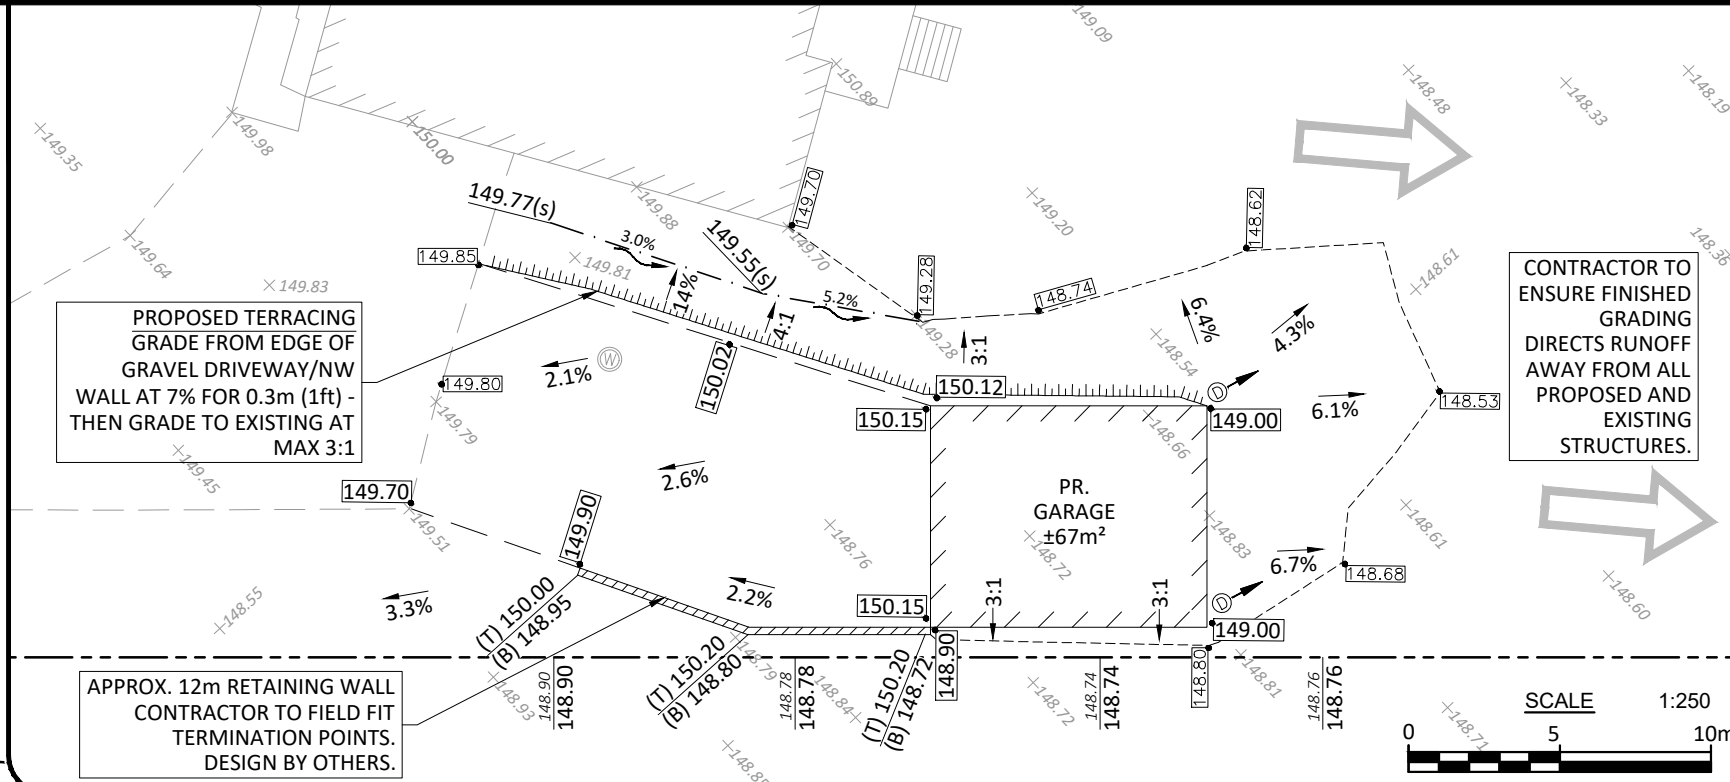 149.09
150.89
148.48
148.33
148.19
149.35
149.98
150.00
149.77(s)
149.88
149.70
149.20
148.62
149.64
3.0%
149.55(s)
149.70
148.36
149.85
149.81
14%
149.28
148.74
148.61
149.83
5.2%
4:1
6.4%
4.3%
149.28
3:1
CONTRACTOR TO
ENSURE FINISHED
GRADING
DIRECTS RUNOFF
AWAY FROM ALL
PROPOSED AND
EXISTING
STRUCTURES.
PROPOSED TERRACING
GRADE FROM EDGE OF
GRAVEL DRIVEWAY/NW
WALL AT 7% FOR 0.3m (1ft) -
THEN GRADE TO EXISTING AT
MAX 3:1
2.1%
W
150.02
148.54
149.80
150.12
D
6.1%
148.53
149.79
150.15
149.00
148.66
149.45
2.6%
149.70
PR.
GARAGE
±67m²
149.51
149.90
148.76
148.72
148.83
148.61
6.7%
148.68
148.55
3.3%
2.2%
3:1
3:1
D
148.60
(T) 150.00
(B) 148.95
150.15
149.00
(T) 150.20
(B) 148.80
148.79
(T) 150.20
(B) 148.72
148.90
148.80
148.81
APPROX. 12m RETAINING WALL
CONTRACTOR TO FIELD FIT
TERMINATION POINTS.
DESIGN BY OTHERS.
148.93
148.90
148.90
148.78
148.78
148.84
148.72
148.74
148.74
148.76
148.76
148.71
SCALE 1:250
0 5 10m